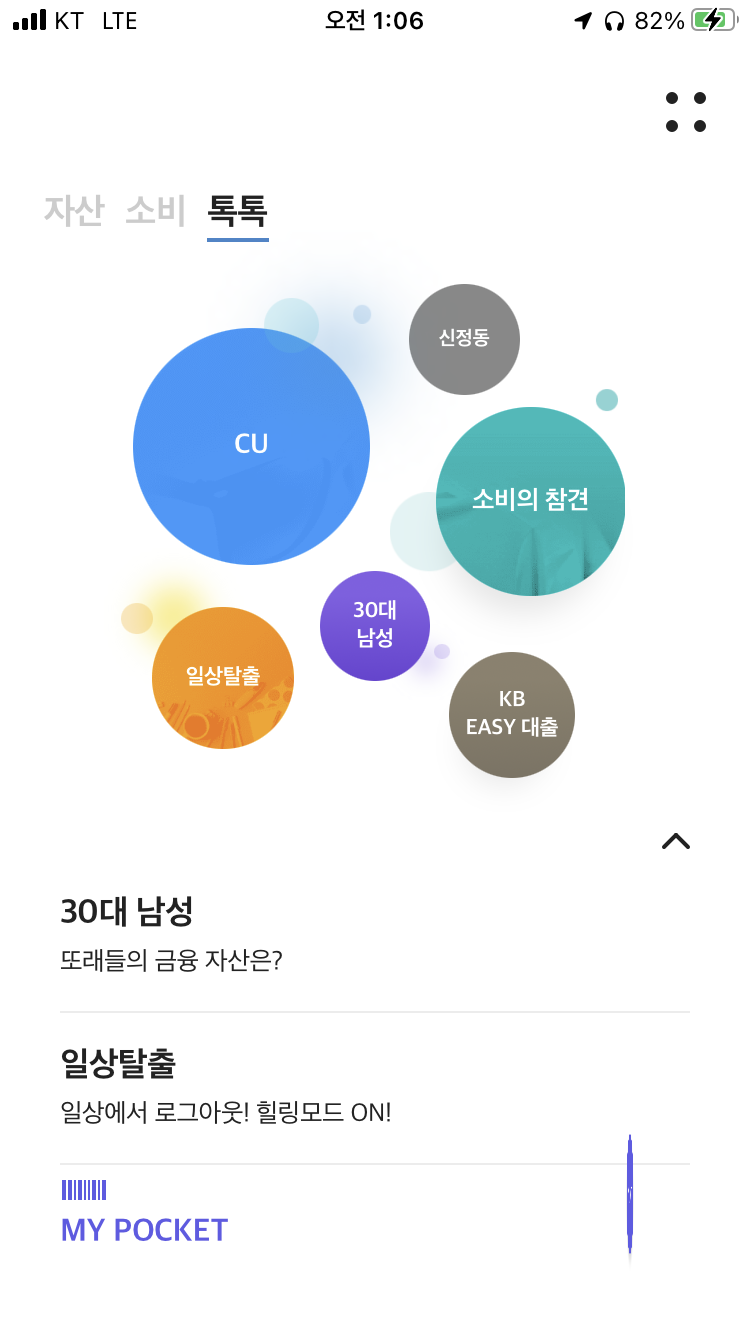 KT LTE 오전 1:06 82%
자산 소비 톡톡
신정동
CU
소비의 참견
30대
남성
일상탈출
KB
EASY 대출
30대 남성
또래들의 금융 자산은?
일상탈출
일상에서 로그아웃! 힐링모드 ON!
MY POCKET